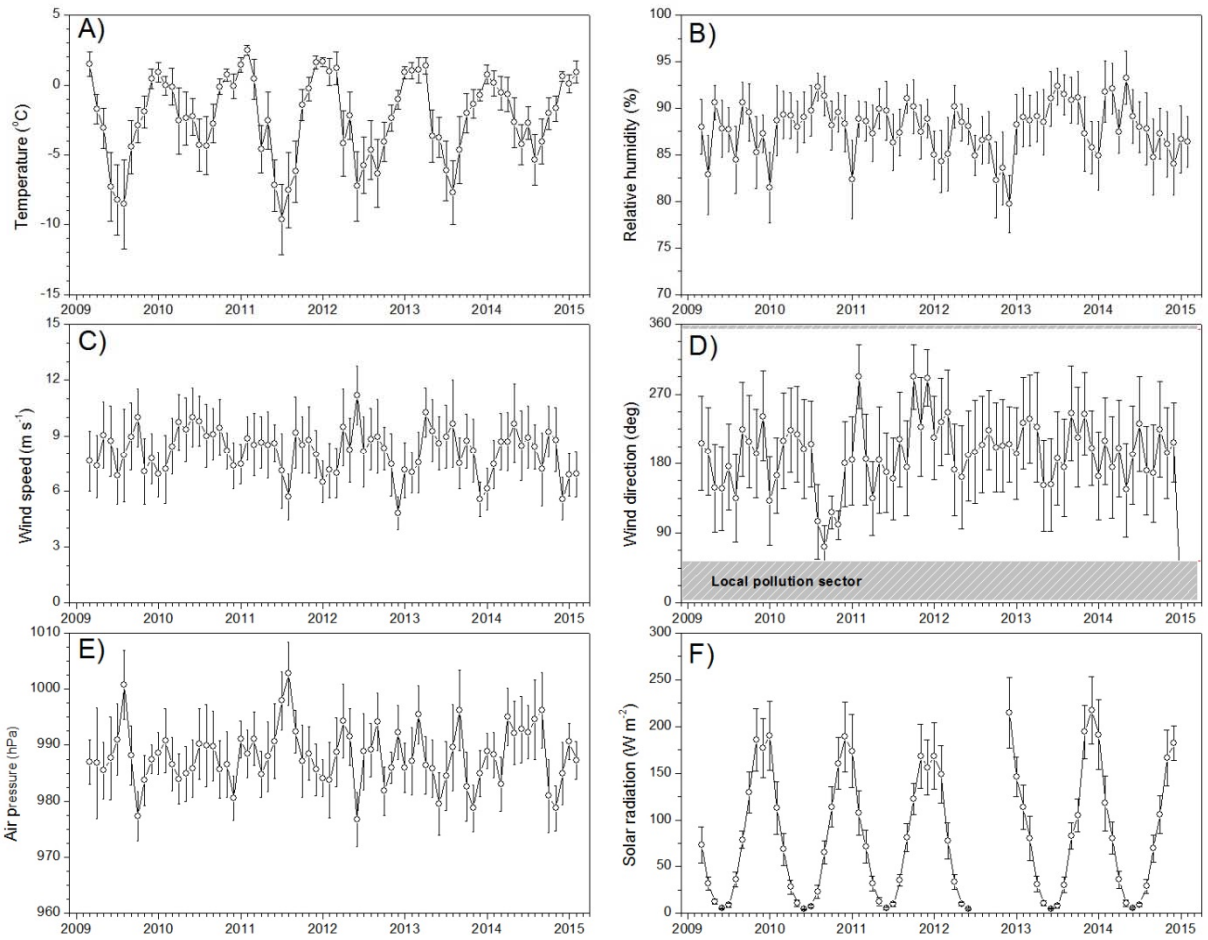 A)
Temperature (°C)
5
0
-5
-10
-15
2009 2010 2011 2012 2013 2014 2015
B)
Relative humidity (%)
100
95
90
85
80
75
70
2009 2010 2011 2012 2013 2014 2015
C)
Wind speed (m s⁻¹)
15
12
9
6
3
0
2009 2010 2011 2012 2013 2014 2015
D)
Wind direction (deg)
360
270
180
90
0
Local pollution sector
2009 2010 2011 2012 2013 2014 2015
E)
Air pressure (hPa)
1010
1000
990
980
970
960
2009 2010 2011 2012 2013 2014 2015
F)
Solar radiation (W m⁻²)
300
250
200
150
100
50
0
2009 2010 2011 2012 2013 2014 2015